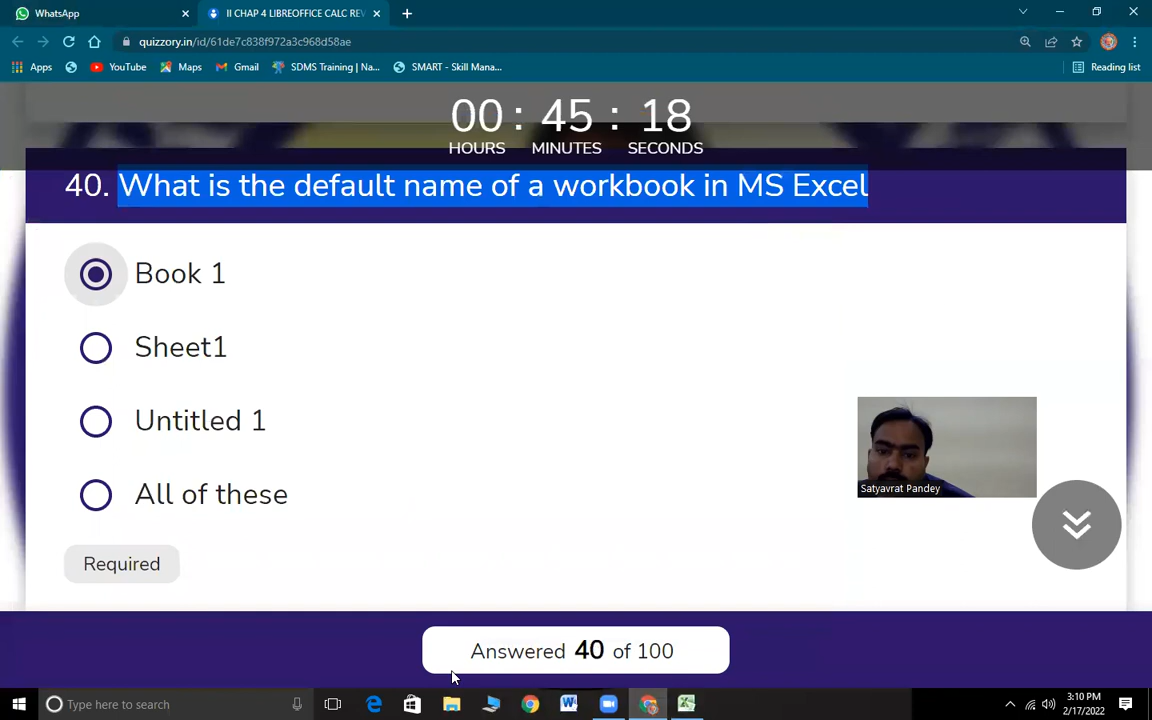 WhatsApp
II CHAP 4 LIBREOFFICE CALC REV
quizzory.in/id/61de7c838f972a3c968d58ae
Apps
YouTube
Maps
Gmail
SDMS Training | Na...
SMART - Skill Mana...
Reading list
00 : 45 : 18
HOURS MINUTES SECONDS
40. What is the default name of a workbook in MS Excel
Book 1
Sheet1
Untitled 1
All of these
Satyavrat Pandey
Required
Answered 40 of 100
Type here to search
3:10 PM
2/17/2022